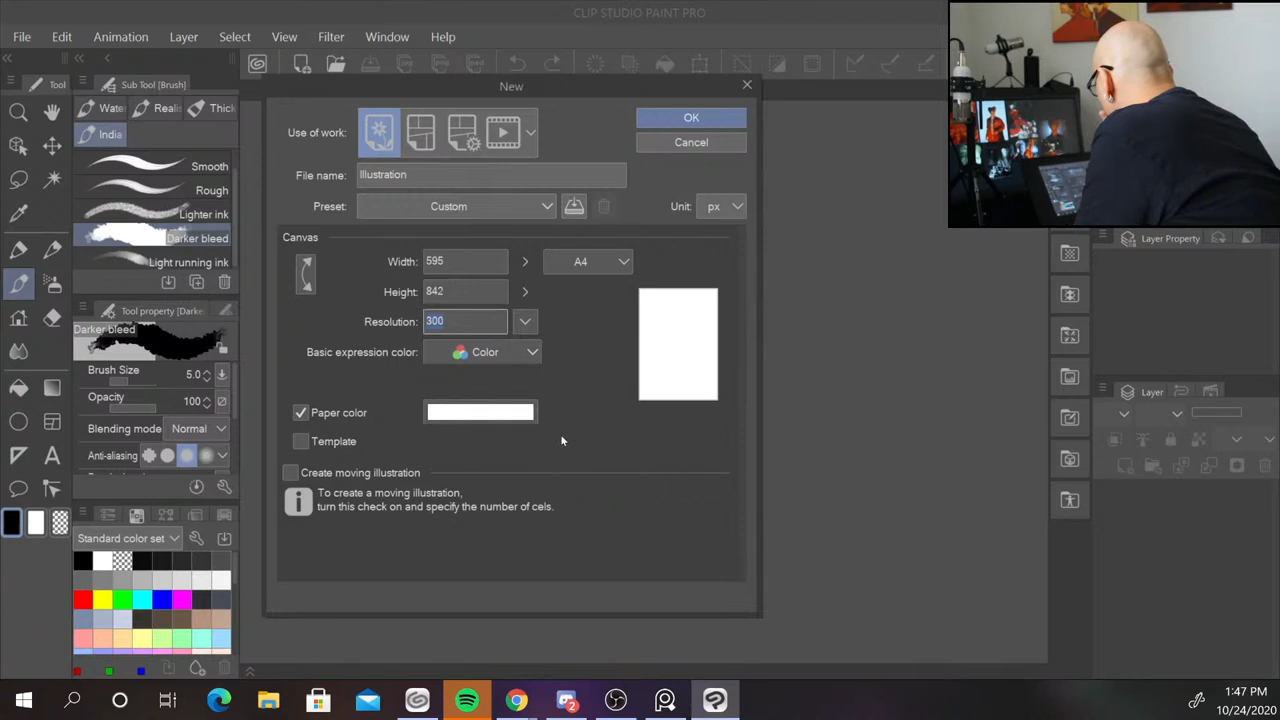 CLIP STUDIO PAINT PRO
File Edit Animation Layer Select View Filter Window Help
Tool
Sub Tool [Brush]
Wate Realis Thick
India
Smooth
Rough
Lighter ink
Darker bleed
Light running ink
Tool property [Darke
Darker bleed
Brush Size 5.0
Opacity 100
Blending mode Normal
Anti-aliasing
Standard color set
New
Use of work:
File name: Illustration
Preset: Custom
Unit: px
OK
Cancel
Canvas
Width: 595 > A4
Height: 842 >
Resolution: 300
Basic expression color: Color
Paper color
Template
Create moving illustration
To create a moving illustration,
turn this check on and specify the number of cels.
Layer Property
Layer
2
1:47 PM
10/24/2020